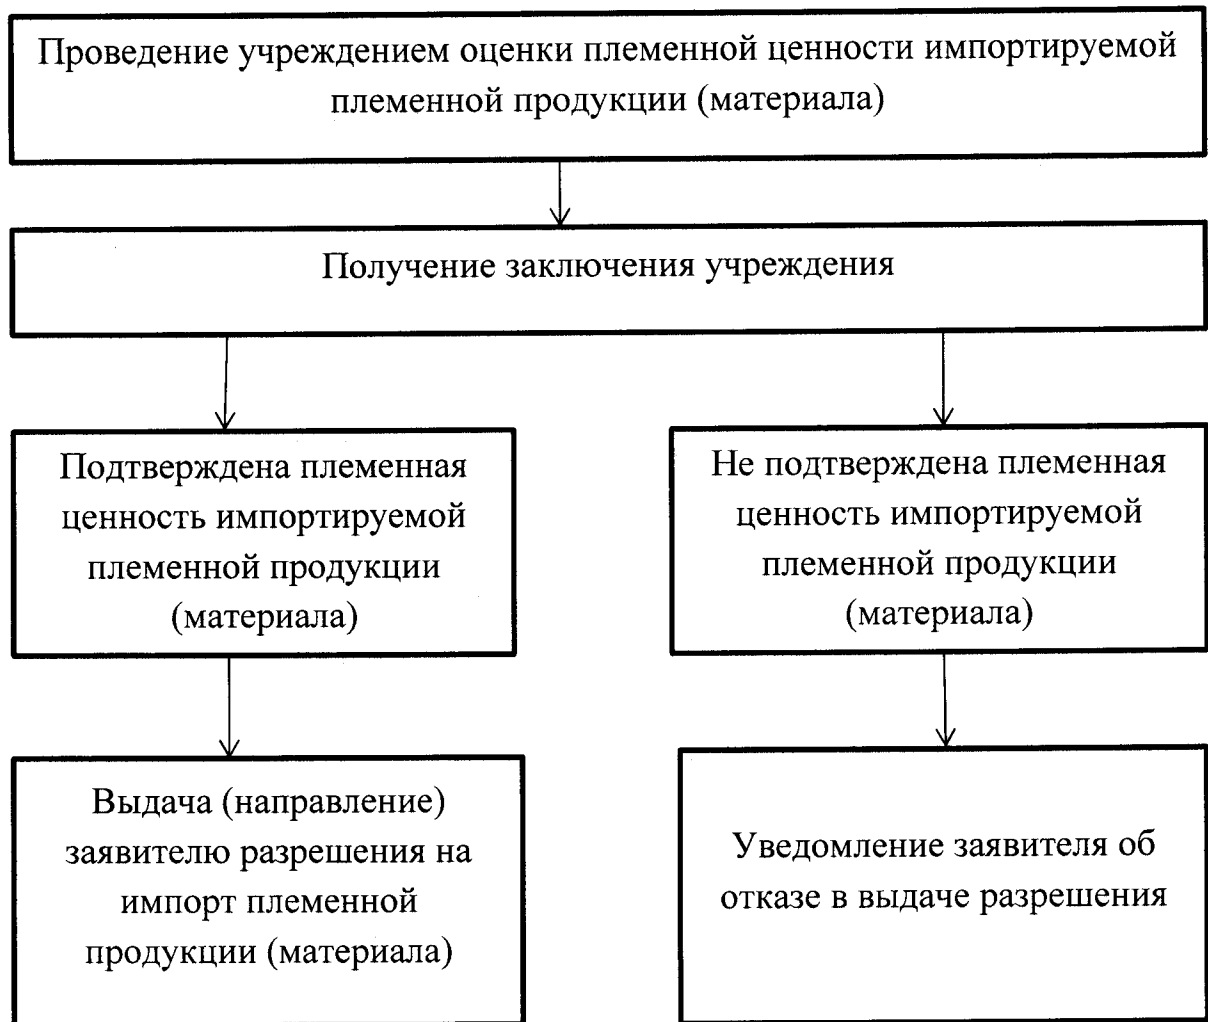 Проведение учреждением оценки племенной ценности импортируемой
племенной продукции (материала)
Получение заключения учреждения
Подтверждена племенная
ценность импортируемой
племенной продукции
(материала)
Не подтверждена племенная
ценность импортируемой
племенной продукции
(материала)
Выдача (направление)
заявителю разрешения на
импорт племенной
продукции (материала)
Уведомление заявителя об
отказе в выдаче разрешения